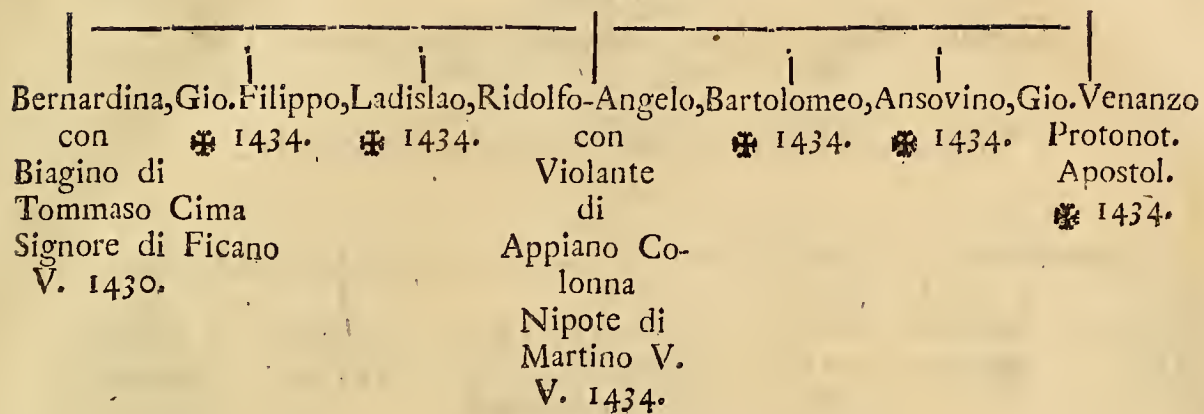 Bernardina, Gio. Filippo, Ladislao, Ridolfo-Angelo, Bartolomeo, Ansovino, Gio. Venanzo
con ✠ 1434. ✠ 1434. con ✠ 1434. ✠ 1434. Protonot.
Biagino di Violante Apostol.
Tommaso Cima di ✠ 1434.
Signore di Ficano Appiano Co-
V. 1430. lonna
Nipote di
Martino V.
V. 1434.